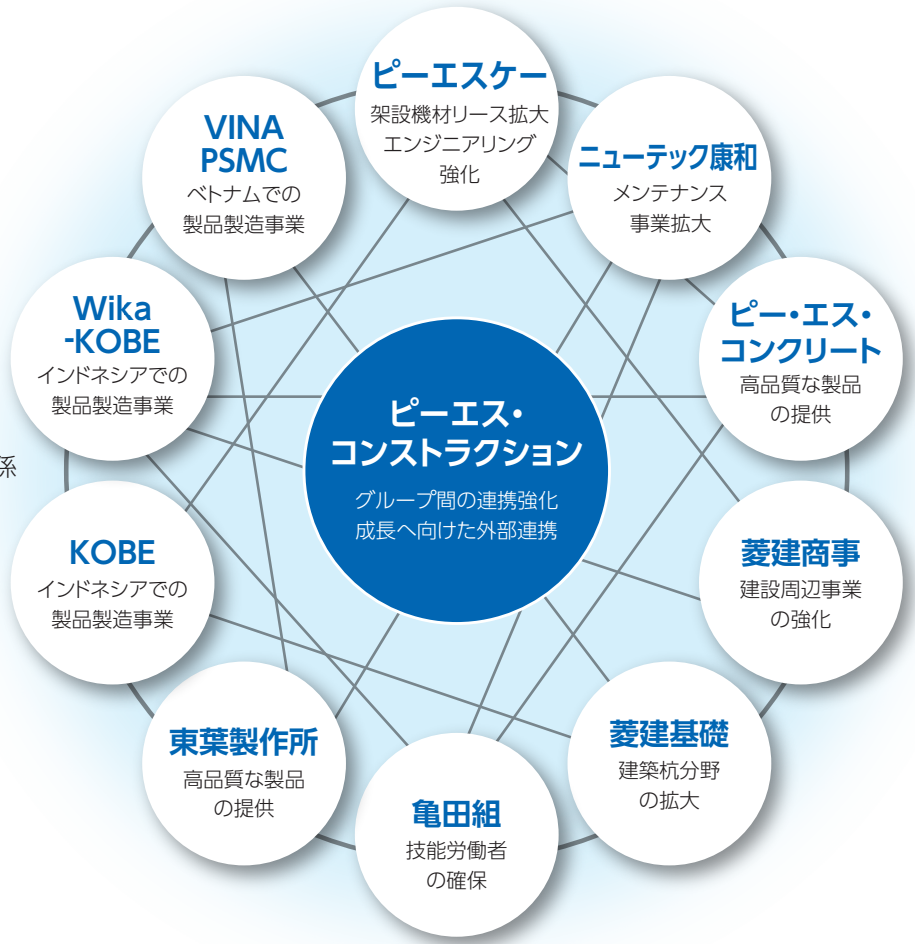 ピーエスケー
架設機材リース拡大
エンジニアリング
強化
ニューテック康和
メンテナンス
事業拡大
ピー・エス・
コンクリート
高品質な製品
の提供
菱建商事
建設周辺事業
の強化
菱建基礎
建築杭分野
の拡大
亀田組
技能労働者
の確保
東葉製作所
高品質な製品
の提供
KOBE
インドネシアでの
製品製造事業
Wika
-KOBE
インドネシアでの
製品製造事業
VINA
PSMC
ベトナムでの
製品製造事業
ピーエス・
コンストラクション
グループ間の連携強化
成長へ向けた外部連携
係